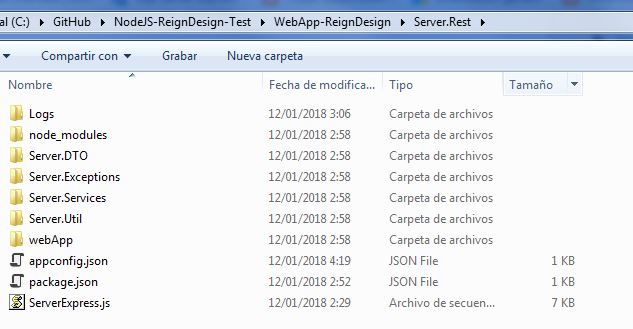 al (C:) ▸ GitHub ▸ NodeJS-ReignDesign-Test ▸ WebApp-ReignDesign ▸ Server.Rest ▸
Compartir con Grabar Nueva carpeta
Nombre Fecha de modifica... Tipo Tamaño
Logs 12/01/2018 3:06 Carpeta de archivos
node_modules 12/01/2018 2:58 Carpeta de archivos
Server.DTO 12/01/2018 2:58 Carpeta de archivos
Server.Exceptions 12/01/2018 2:58 Carpeta de archivos
Server.Services 12/01/2018 2:58 Carpeta de archivos
Server.Util 12/01/2018 2:58 Carpeta de archivos
webApp 12/01/2018 2:58 Carpeta de archivos
appconfig.json 12/01/2018 4:19 JSON File 1 KB
package.json 12/01/2018 2:52 JSON File 1 KB
ServerExpress.js 12/01/2018 2:29 Archivo de secuen... 7 KB